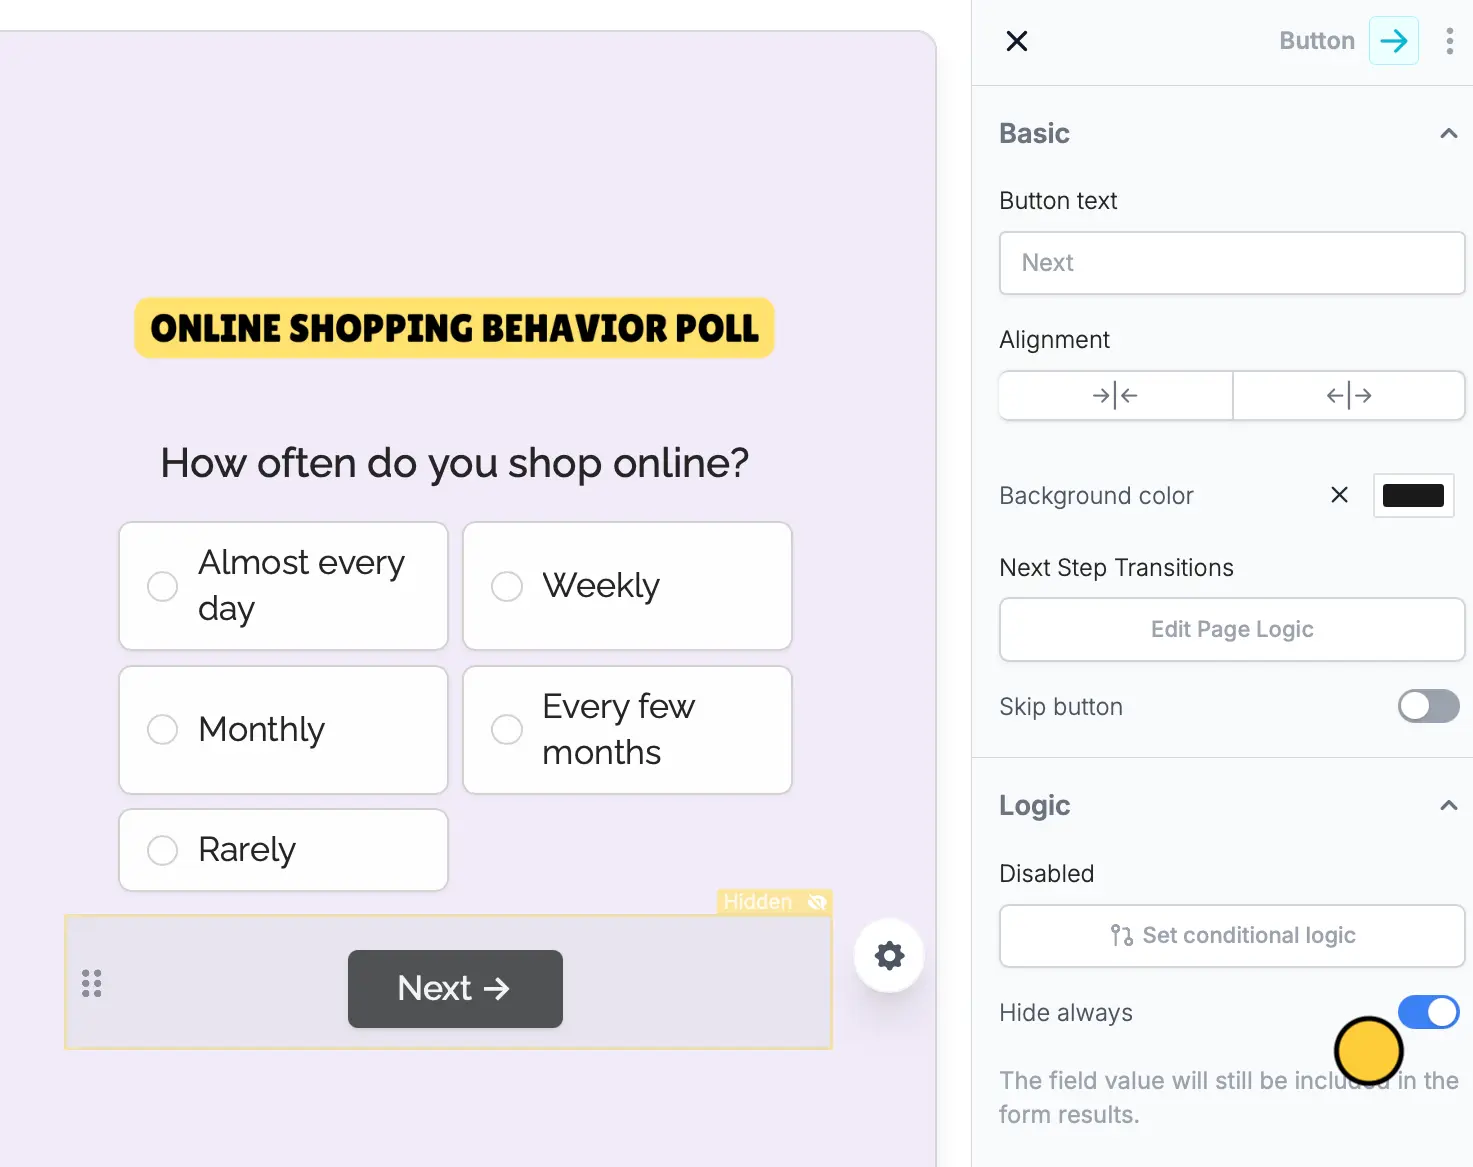 ONLINE SHOPPING BEHAVIOR POLL
How often do you shop online?
Almost every
day
Weekly
Monthly
Every few
months
Rarely
Hidden
Next →
Button
Basic
Button text
Next
Alignment
Background color
Next Step Transitions
Edit Page Logic
Skip button
Logic
Disabled
Set conditional logic
Hide always
The field value will still be included in the
form results.